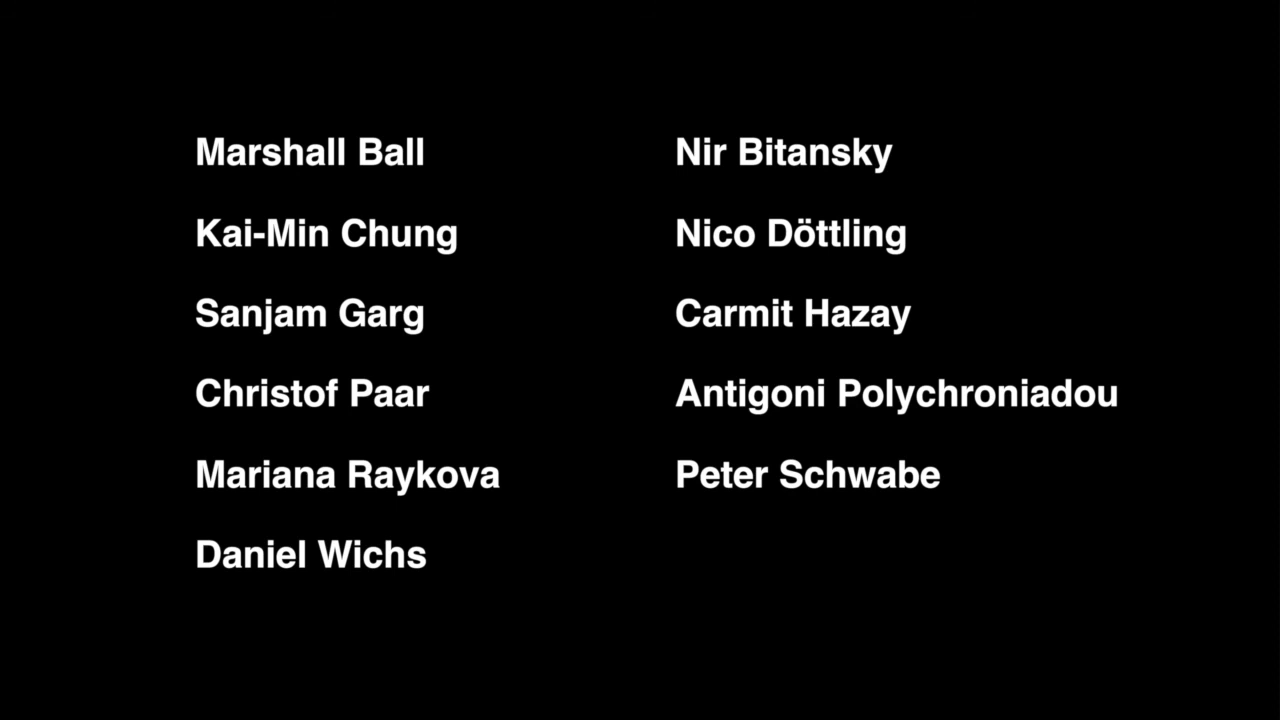 Marshall Ball
Nir Bitansky
Kai-Min Chung
Nico Döttling
Sanjam Garg
Carmit Hazay
Christof Paar
Antigoni Polychroniadou
Mariana Raykova
Peter Schwabe
Daniel Wichs